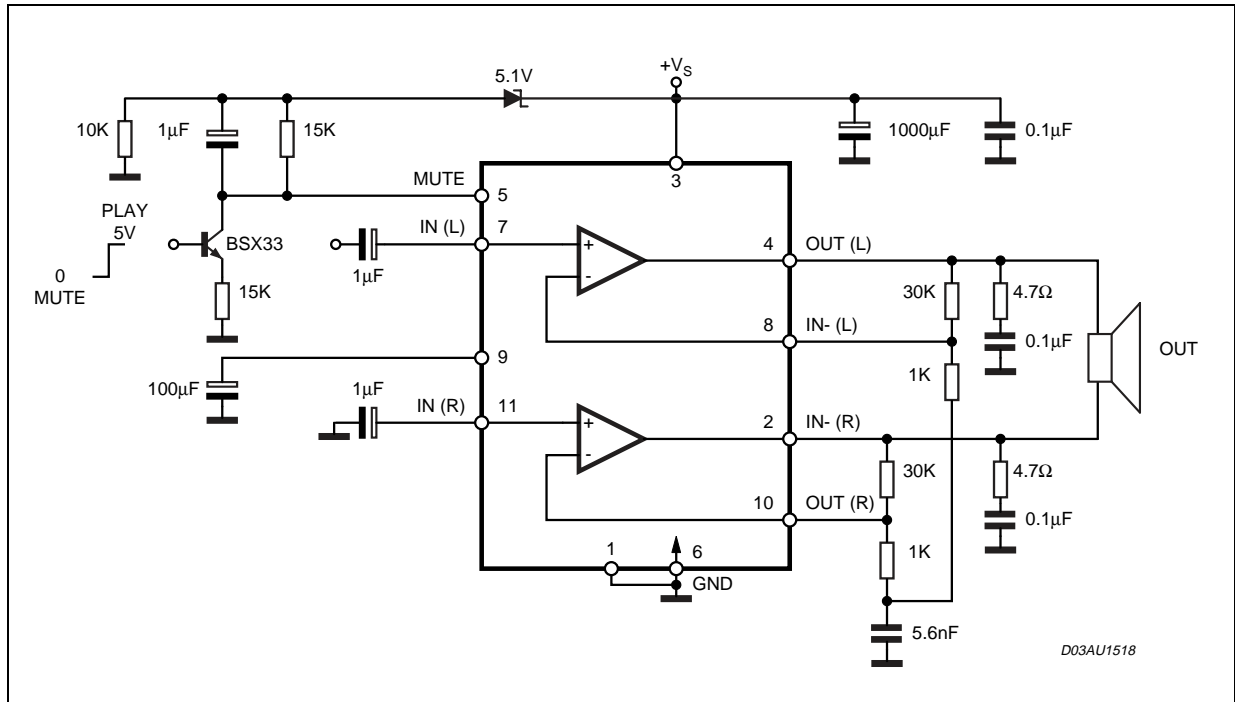 +VS
5.1V
10K
1μF
15K
1000μF
0.1μF
MUTE
3
5
PLAY
5V
IN (L)
7
4
OUT (L)
BSX33
+
-
1μF
0
MUTE
15K
30K
4.7Ω
8
IN- (L)
0.1μF
OUT
9
1K
100μF
1μF
IN (R)
11
2
IN- (R)
+
-
30K
4.7Ω
10
OUT (R)
0.1μF
1
6
1K
GND
5.6nF
D03AU1518